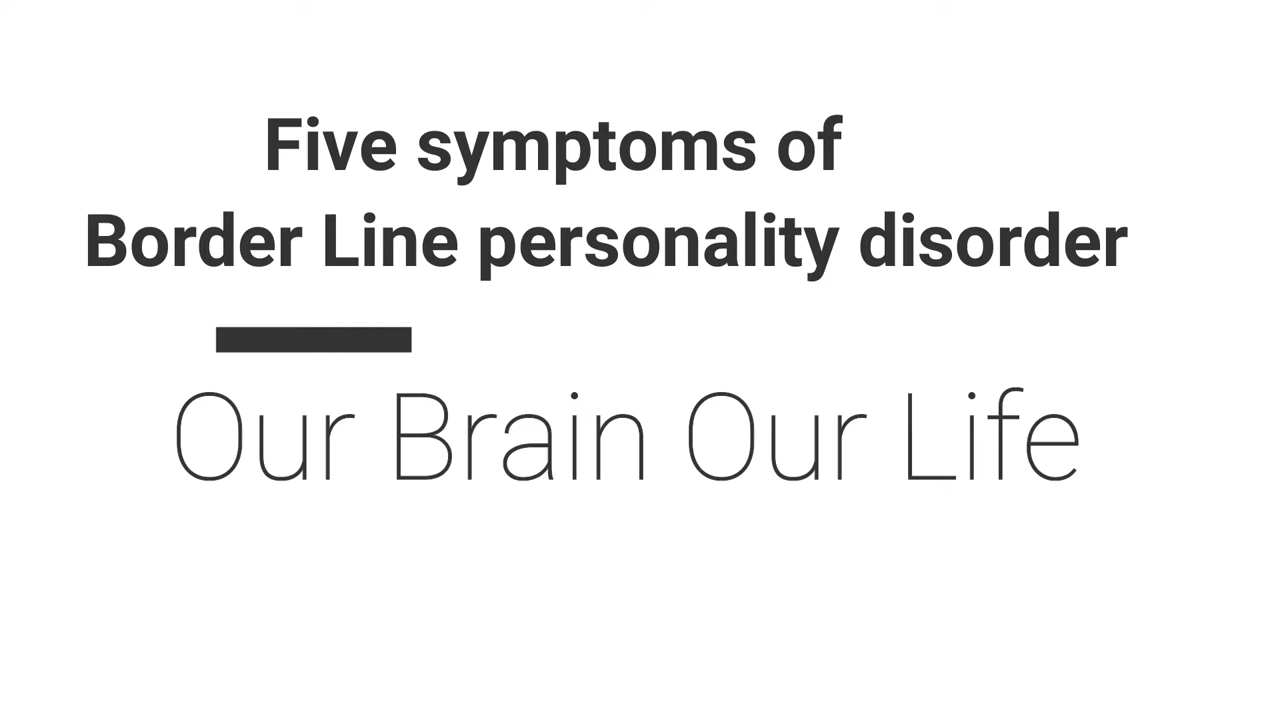 Five symptoms of
Border Line personality disorder
Our Brain Our Life